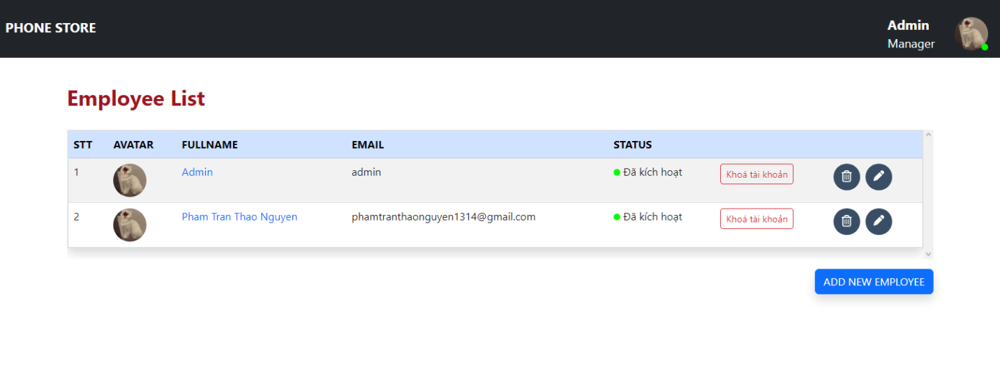 PHONE STORE
Admin
Manager
Employee List
STT AVATAR FULLNAME EMAIL STATUS
1 Admin admin Đã kích hoạt Khoá tài khoản
2 Pham Tran Thao Nguyen phamtranthaonguyen1314@gmail.com Đã kích hoạt Khoá tài khoản
ADD NEW EMPLOYEE